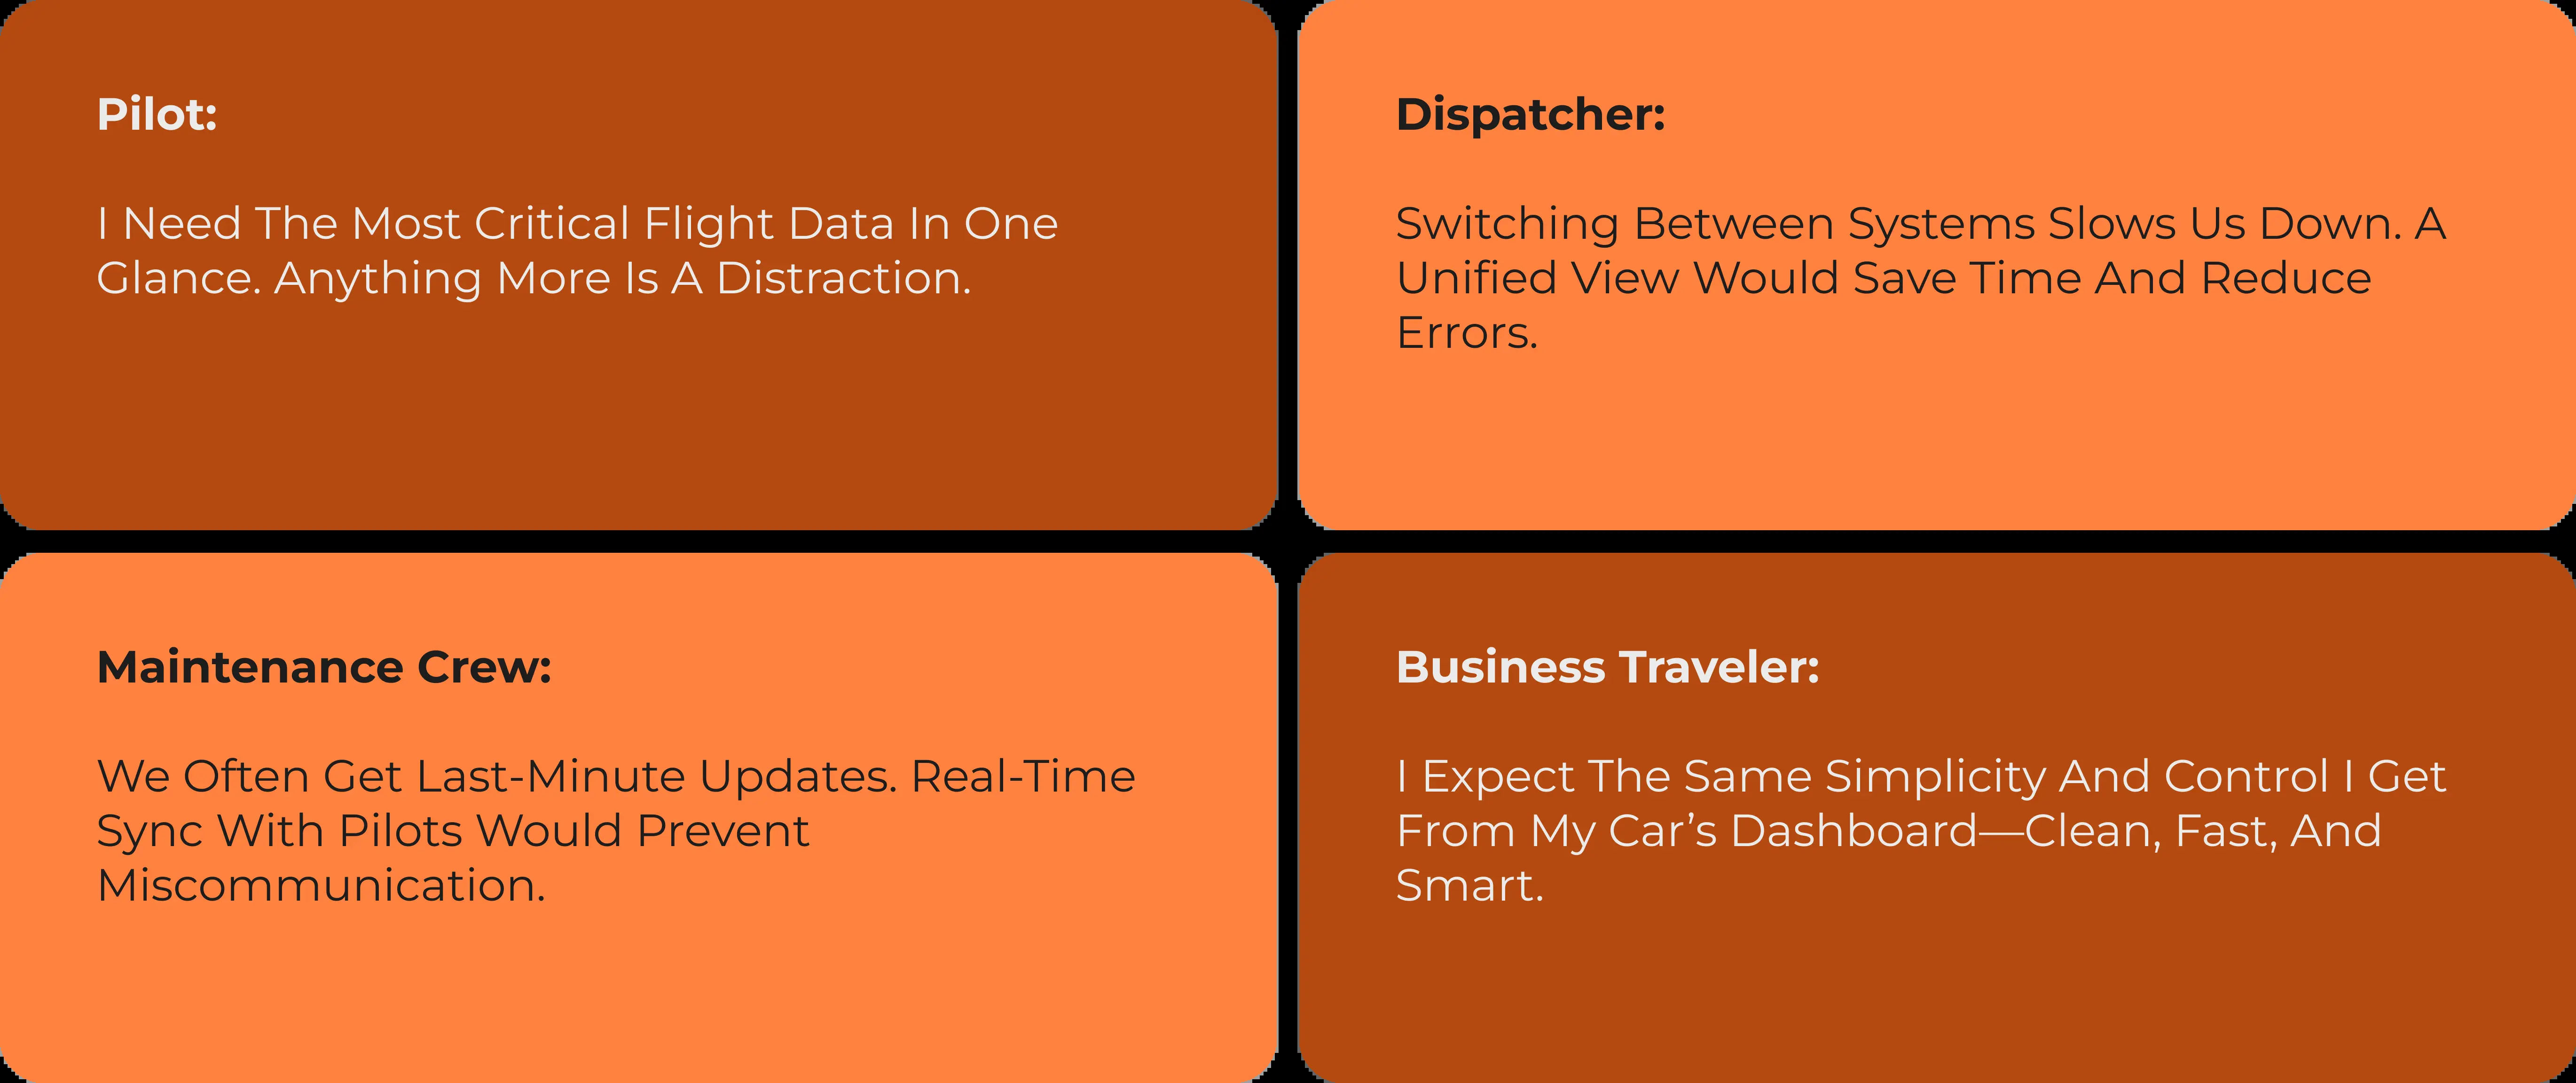 Pilot:
I Need The Most Critical Flight Data In One
Glance. Anything More Is A Distraction.
Dispatcher:
Switching Between Systems Slows Us Down. A
Unified View Would Save Time And Reduce
Errors.
Maintenance Crew:
We Often Get Last-Minute Updates. Real-Time
Sync With Pilots Would Prevent
Miscommunication.
Business Traveler:
I Expect The Same Simplicity And Control I Get
From My Car’s Dashboard—Clean, Fast, And
Smart.